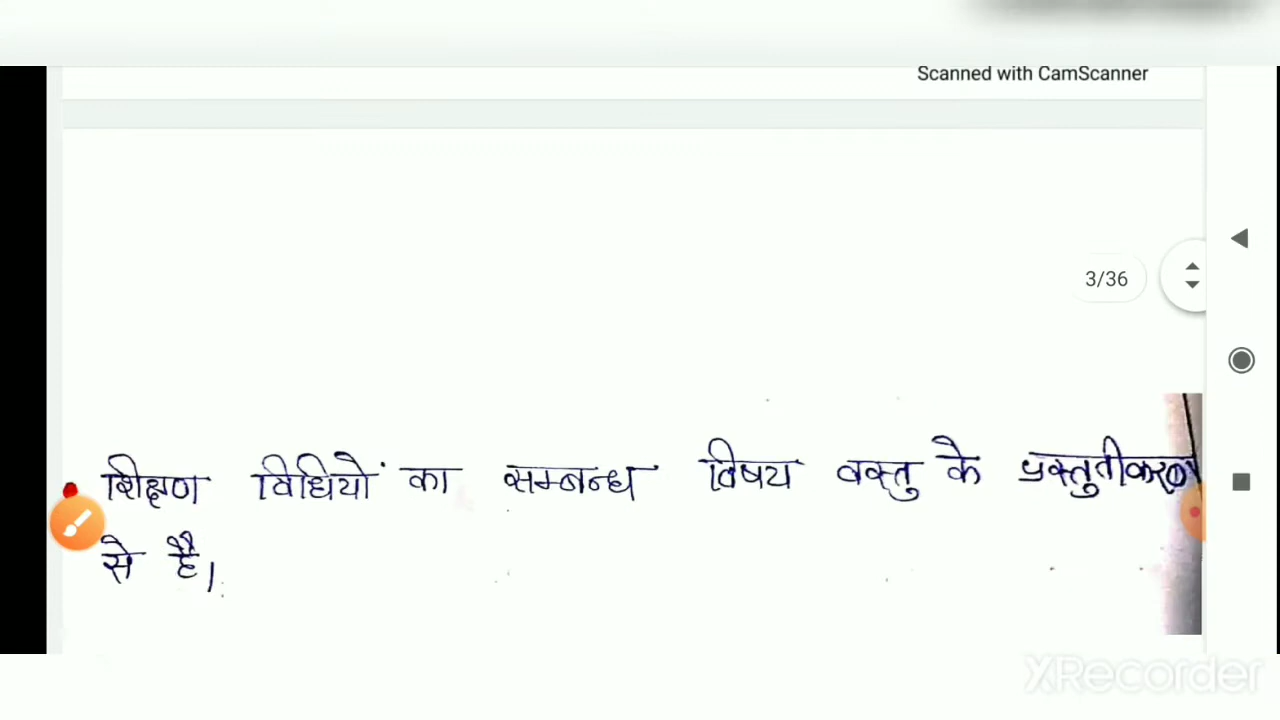 Scanned with CamScanner
3/36
शिक्षण विधियों का सम्बन्ध विषय वस्तु के प्रस्तुतीकरण
से है।
XRecorder